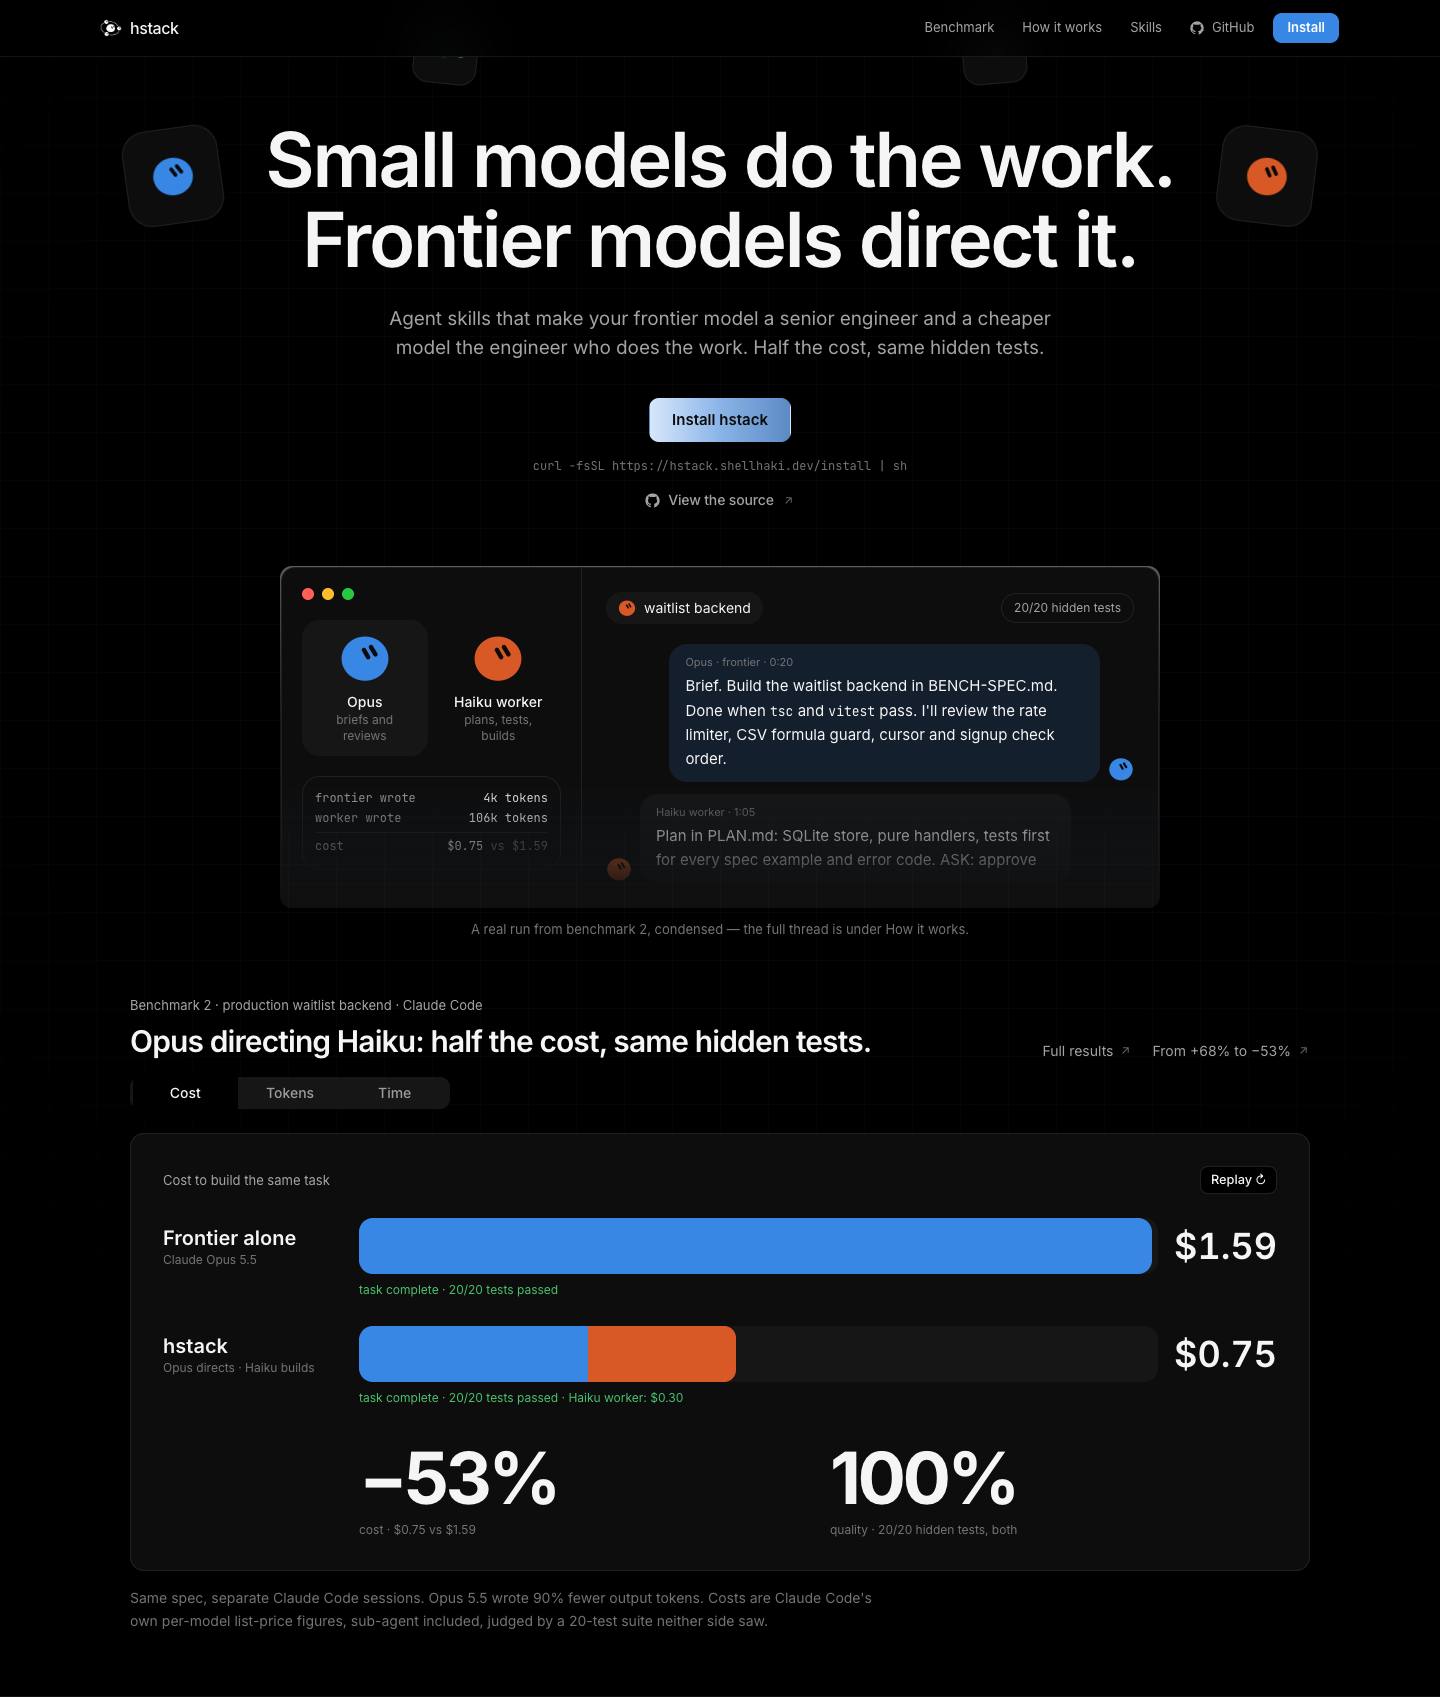 hstack
Benchmark How it works Skills GitHub Install
Small models do the work.
Frontier models direct it.
Agent skills that make your frontier model a senior engineer and a cheaper
model the engineer who does the work. Half the cost, same hidden tests.
Install hstack
curl -fsSL https://hstack.shellhaki.dev/install | sh
View the source ↗
Opus
briefs and
reviews
Haiku worker
plans, tests,
builds
frontier wrote 4k tokens
worker wrote 106k tokens
cost $0.75 vs $1.59
waitlist backend
20/20 hidden tests
Opus · frontier · 0:20
Brief. Build the waitlist backend in BENCH-SPEC.md.
Done when tsc and vitest pass. I'll review the rate
limiter, CSV formula guard, cursor and signup check
order.
Haiku worker · 1:05
Plan in PLAN.md: SQLite store, pure handlers, tests first
for every spec example and error code. ASK: approve
A real run from benchmark 2, condensed — the full thread is under How it works.
Benchmark 2 · production waitlist backend · Claude Code
Opus directing Haiku: half the cost, same hidden tests.
Full results ↗ From +68% to −53% ↗
Cost Tokens Time
Cost to build the same task
Replay ↻
Frontier alone
Claude Opus 5.5
$1.59
task complete · 20/20 tests passed
hstack
Opus directs · Haiku builds
$0.75
task complete · 20/20 tests passed · Haiku worker: $0.30
−53%
cost · $0.75 vs $1.59
100%
quality · 20/20 hidden tests, both
Same spec, separate Claude Code sessions. Opus 5.5 wrote 90% fewer output tokens. Costs are Claude Code's
own per-model list-price figures, sub-agent included, judged by a 20-test suite neither side saw.